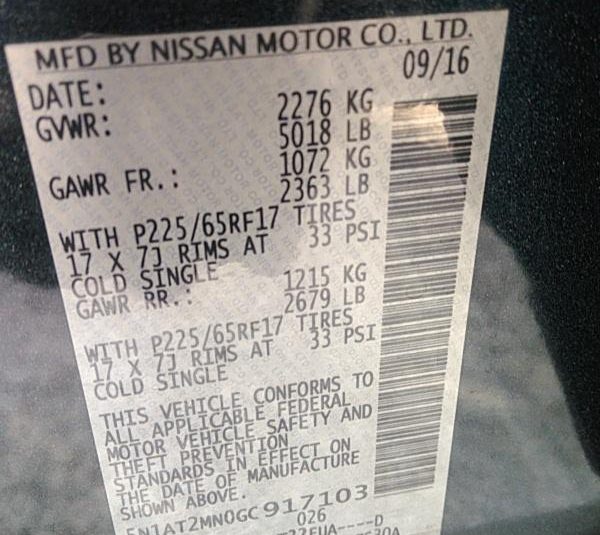 MFD BY NISSAN MOTOR CO., LTD.
DATE: 09/16
GVWR: 2276 KG
5018 LB
GAWR FR.: 1072 KG
2363 LB
WITH P225/65RF17 TIRES
17 X 7J RIMS AT 33 PSI
COLD SINGLE
GAWR RR.: 1215 KG
2679 LB
WITH P225/65RF17 TIRES
17 X 7J RIMS AT 33 PSI
COLD SINGLE
THIS VEHICLE CONFORMS TO
ALL APPLICABLE FEDERAL
MOTOR VEHICLE SAFETY AND
THEFT PREVENTION
STANDARDS IN EFFECT ON
THE DATE OF MANUFACTURE
SHOWN ABOVE.
5N1AT2MN0GC917103
026